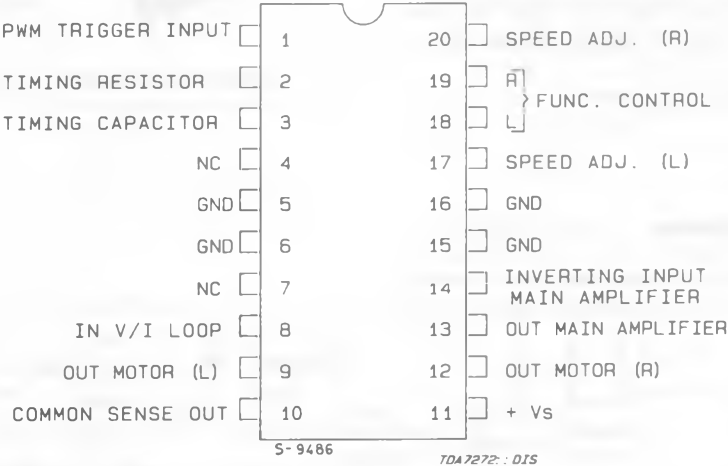 PWM TRIGGER INPUT 1 20 SPEED ADJ. (R)
TIMING RESISTOR 2 19 R
FUNC. CONTROL
TIMING CAPACITOR 3 18 L
NC 4 17 SPEED ADJ. (L)
GND 5 16 GND
GND 6 15 GND
NC 7 14 INVERTING INPUT
MAIN AMPLIFIER
IN V/I LOOP 8 13 OUT MAIN AMPLIFIER
OUT MOTOR (L) 9 12 OUT MOTOR (R)
COMMON SENSE OUT 10 11 + Vs
S-9486
TDA7272::DIS